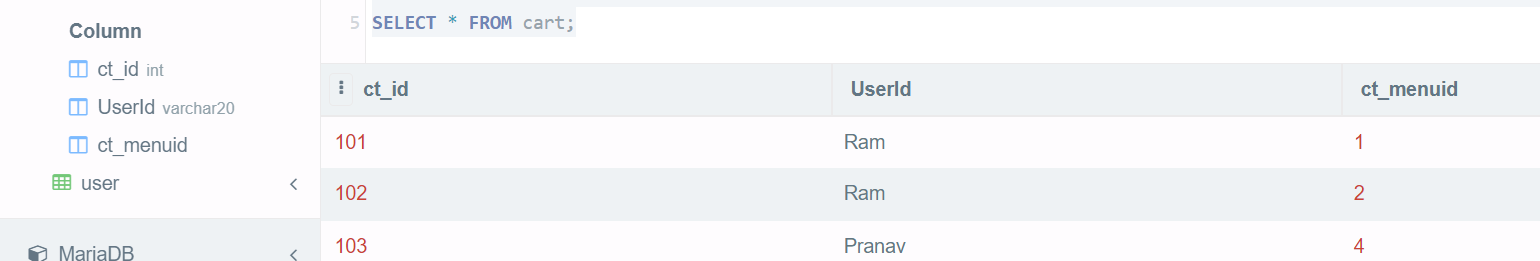 Column
ct_id int
UserId varchar20
ct_menuid
user
MariaDB
5 SELECT * FROM cart;
ct_id UserId ct_menuid
101 Ram 1
102 Ram 2
103 Pranav 4